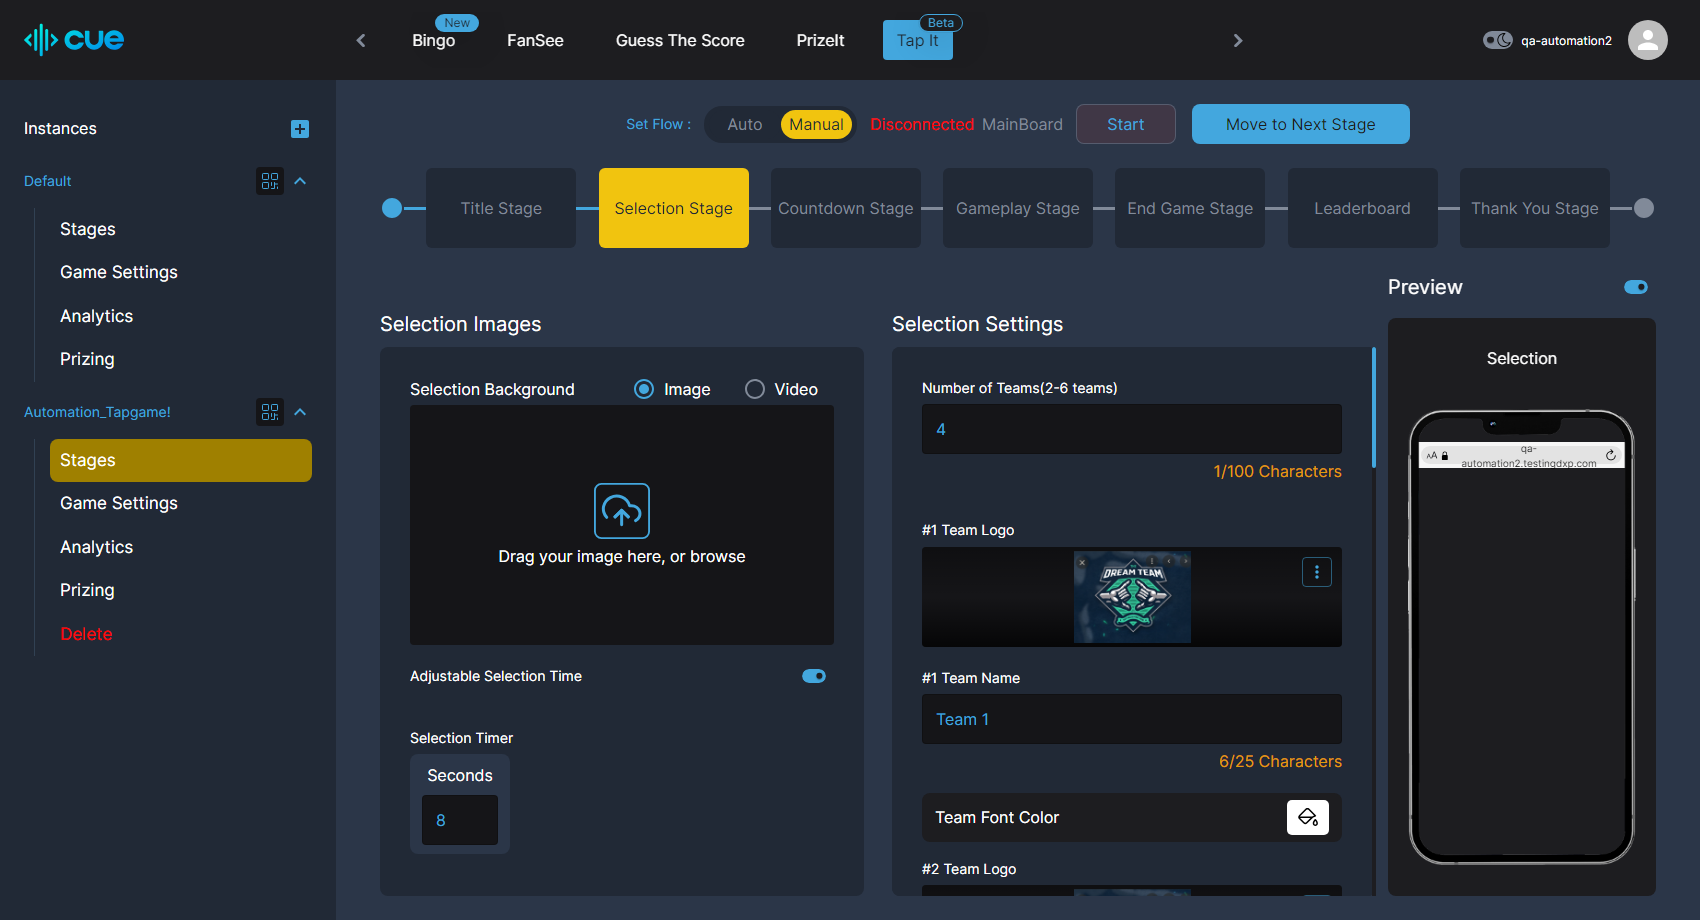 cue
New
Bingo
FanSee
Guess The Score
PrizeIt
Beta
Tap It
qa-automation2
Instances
Default
Stages
Game Settings
Analytics
Prizing
Automation_Tapgame!
Stages
Game Settings
Analytics
Prizing
Delete
Set Flow :
Auto
Manual
Disconnected MainBoard
Start
Move to Next Stage
Title Stage
Selection Stage
Countdown Stage
Gameplay Stage
End Game Stage
Leaderboard
Thank You Stage
Selection Images
Selection Background
Image
Video
Drag your image here, or browse
Adjustable Selection Time
Selection Timer
Seconds
8
Selection Settings
Number of Teams(2-6 teams)
4
1/100 Characters
#1 Team Logo
DREAM TEAM
#1 Team Name
Team 1
6/25 Characters
Team Font Color
#2 Team Logo
Preview
Selection
AA
qa-
automation2.testingdxp.com